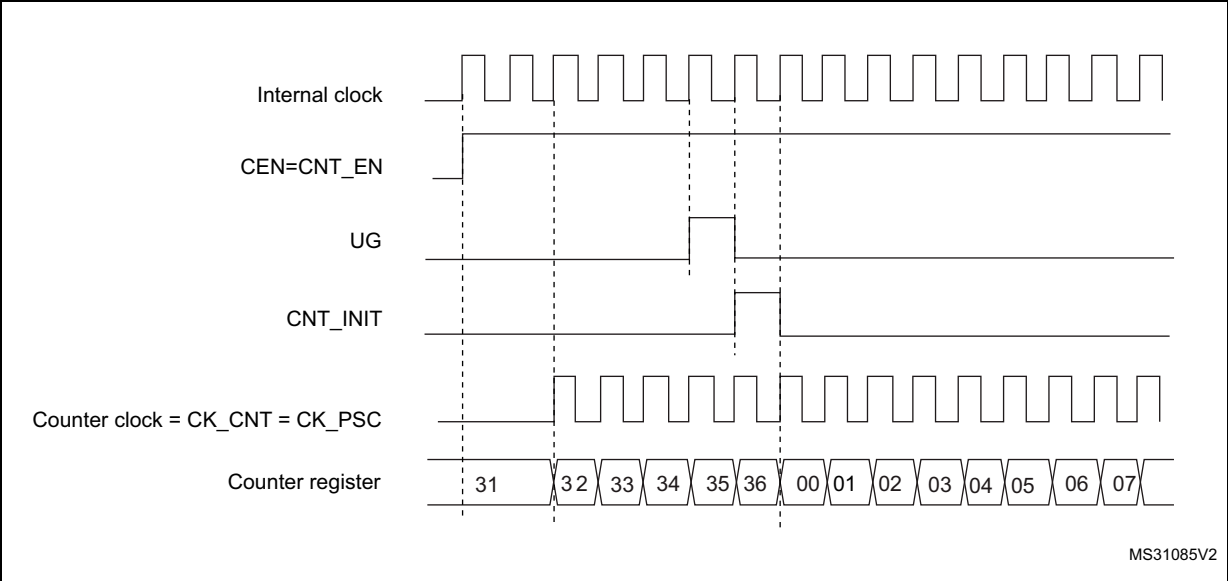 Internal clock
CEN=CNT_EN
UG
CNT_INIT
Counter clock = CK_CNT = CK_PSC
Counter register 31 32 33 34 35 36 00 01 02 03 04 05 06 07
MS31085V2